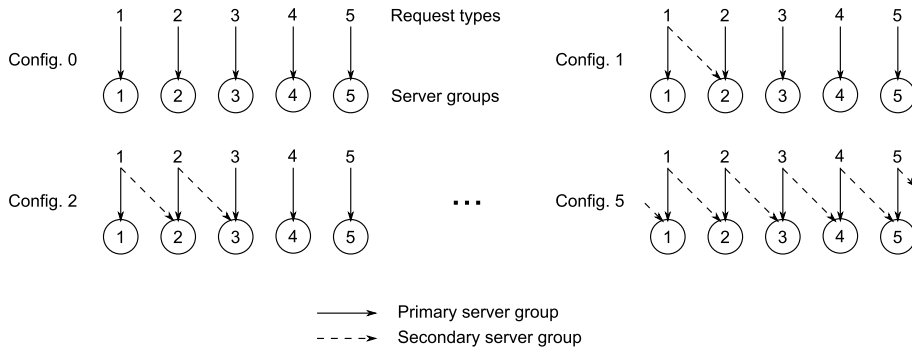 1 2 3 4 5 Request types 1 2 3 4 5
Config. 0 Config. 1
1 2 3 4 5 Server groups 1 2 3 4 5
1 2 3 4 5 1 2 3 4 5
Config. 2 ... Config. 5
1 2 3 4 5 1 2 3 4 5
Primary server group
Secondary server group